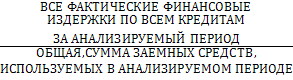 ВСЕ ФАКТИЧЕСКИЕ ФИНАНСОВЫЕ
ИЗДЕРЖКИ ПО ВСЕМ КРЕДИТАМ
ЗА АНАЛИЗИРУЕМЫЙ ПЕРИОД
ОБЩАЯ,СУММА ЗАЕМНЫХ СРЕДСТВ,
ИСПОЛЬЗУЕМЫХ В АНАЛИЗИРУЕМОМ ПЕРИОДЕ